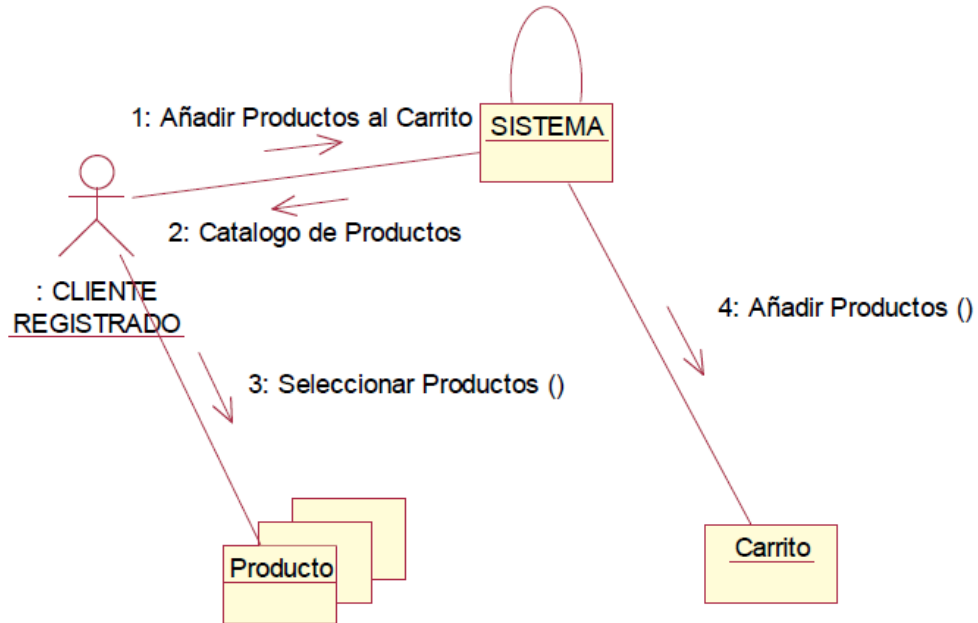 1: Añadir Productos al Carrito
SISTEMA
2: Catalogo de Productos
: CLIENTE
REGISTRADO
4: Añadir Productos ()
3: Seleccionar Productos ()
Producto
Carrito